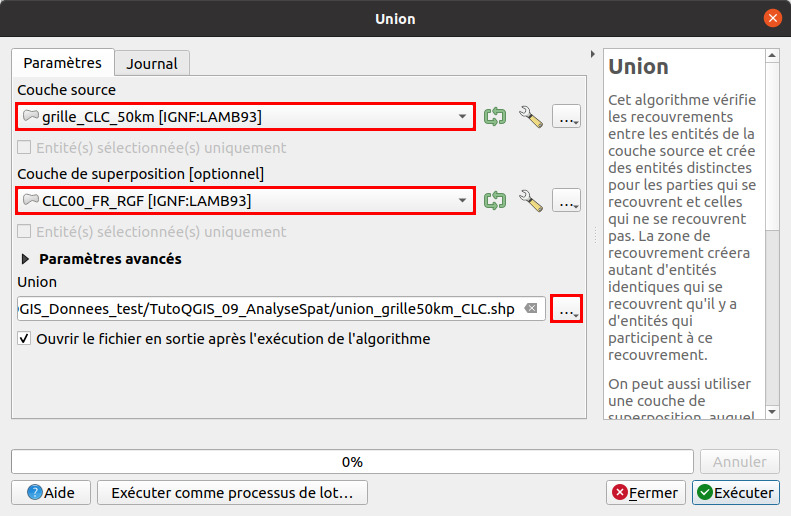 Union
Paramètres
Journal
Couche source
grille_CLC_50km [IGNF:LAMB93]
…
Entité(s) sélectionnée(s) uniquement
Couche de superposition [optionnel]
CLC00_FR_RGF [IGNF:LAMB93]
…
Entité(s) sélectionnée(s) uniquement
Paramètres avancés
Union
GIS_Donnees_test/TutoQGIS_09_AnalyseSpat/union_grille50km_CLC.shp
…
Ouvrir le fichier en sortie après l'exécution de l'algorithme
Union
Cet algorithme vérifie
les recouvrements
entre les entités de la
couche source et crée
des entités distinctes
pour les parties qui se
recouvrent et celles
qui ne se recouvrent
pas. La zone de
recouvrement créera
autant d'entités
identiques qui se
recouvrent qu'il y a
d'entités qui
participent à ce
recouvrement.
On peut aussi utiliser
une couche de
superposition, auquel
0%
Annuler
Aide
Exécuter comme processus de lot…
Fermer
Exécuter